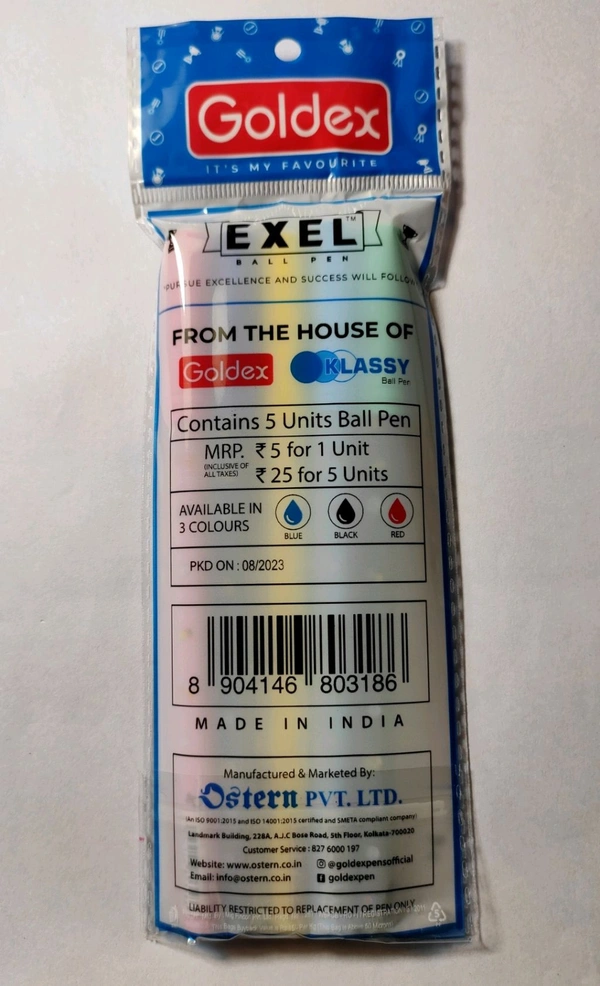 Goldex
IT'S MY FAVOURITE
EXEL™
BALL PEN
PURSUE EXCELLENCE AND SUCCESS WILL FOLLOW
FROM THE HOUSE OF
Goldex KLASSY
Ball Pen
Contains 5 Units Ball Pen
MRP. ₹5 for 1 Unit
(INCLUSIVE OF ALL TAXES) ₹25 for 5 Units
AVAILABLE IN
3 COLOURS
BLUE BLACK RED
PKD ON : 08/2023
8 904146 803186
MADE IN INDIA
Manufactured & Marketed By:
Ostern PVT. LTD.
(An ISO 9001:2015 and ISO 14001:2015 certified and SMETA compliant company)
Landmark Building, 228A, A.J.C Bose Road, 5th Floor, Kolkata-700020
Customer Service : 827 6000 197
Website: www.ostern.co.in @goldexpensofficial
Email: info@ostern.co.in goldexpen
LIABILITY RESTRICTED TO REPLACEMENT OF PEN ONLY
5